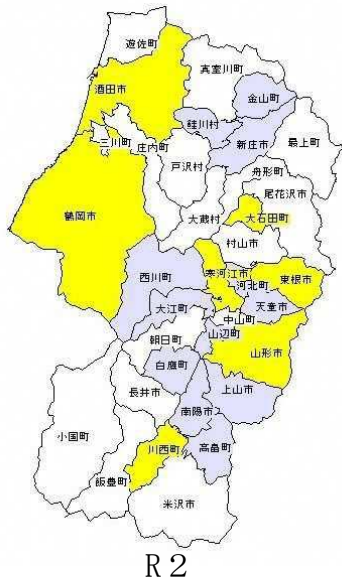 遊佐町
真室川町
酒田市
金山町
鮭川村
新庄市
最上町
三川町
庄内町
戸沢村
舟形町
尾花沢市
鶴岡市
大蔵村
大石田町
村山市
西川町
寒河江市
河北町
東根市
大江町
天童市
中山町
朝日町
山辺町
山形市
白鷹町
上山市
長井市
南陽市
小国町
川西町
高畠町
飯豊町
米沢市
R2